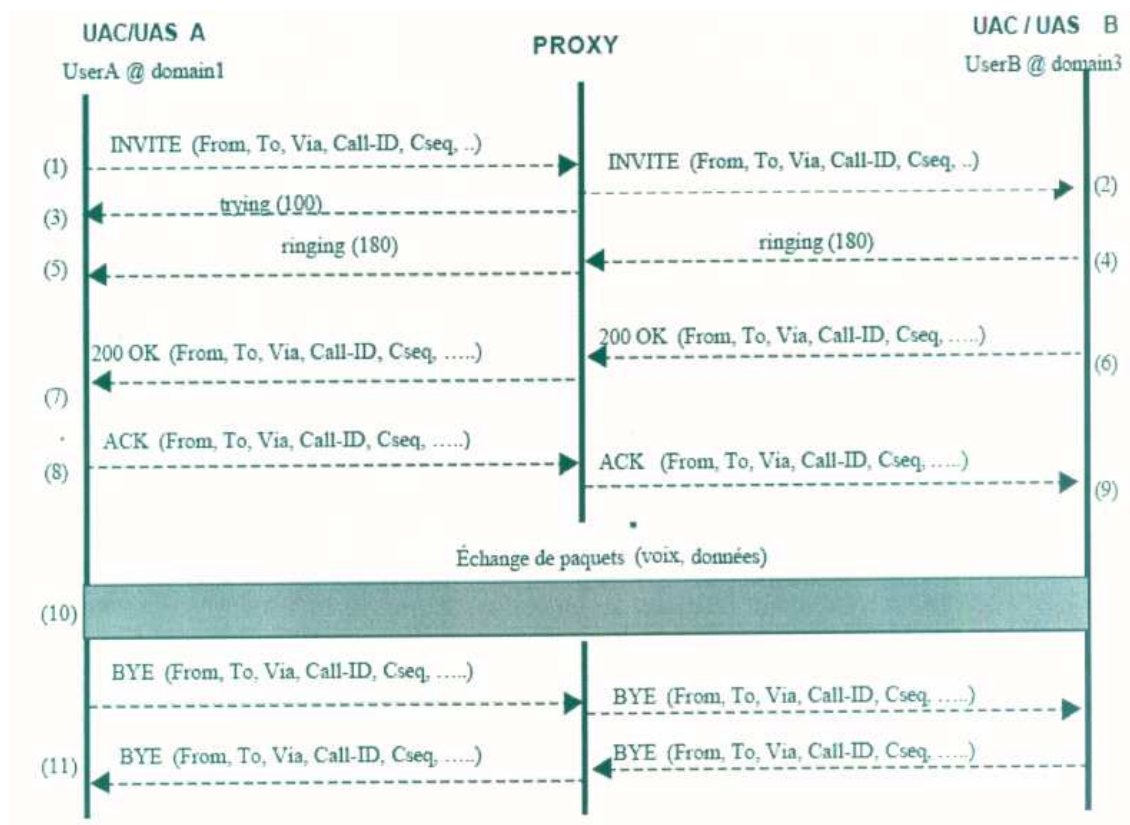 UAC/UAS A
PROXY
UAC / UAS B
UserA @ domain1
UserB @ domain3
INVITE (From, To, Via, Call-ID, Cseq, ..)
(1)
INVITE (From, To, Via, Call-ID, Cseq, ..)
(2)
trying (100)
(3)
ringing (180)
(4)
ringing (180)
(5)
200 OK (From, To, Via, Call-ID, Cseq, .....)
(6)
200 OK (From, To, Via, Call-ID, Cseq, .....)
(7)
ACK (From, To, Via, Call-ID, Cseq, .....)
(8)
ACK (From, To, Via, Call-ID, Cseq, .....)
(9)
Échange de paquets (voix, données)
(10)
BYE (From, To, Via, Call-ID, Cseq, .....)
BYE (From, To, Via, Call-ID, Cseq, .....)
BYE (From, To, Via, Call-ID, Cseq, .....)
BYE (From, To, Via, Call-ID, Cseq, .....)
(11)